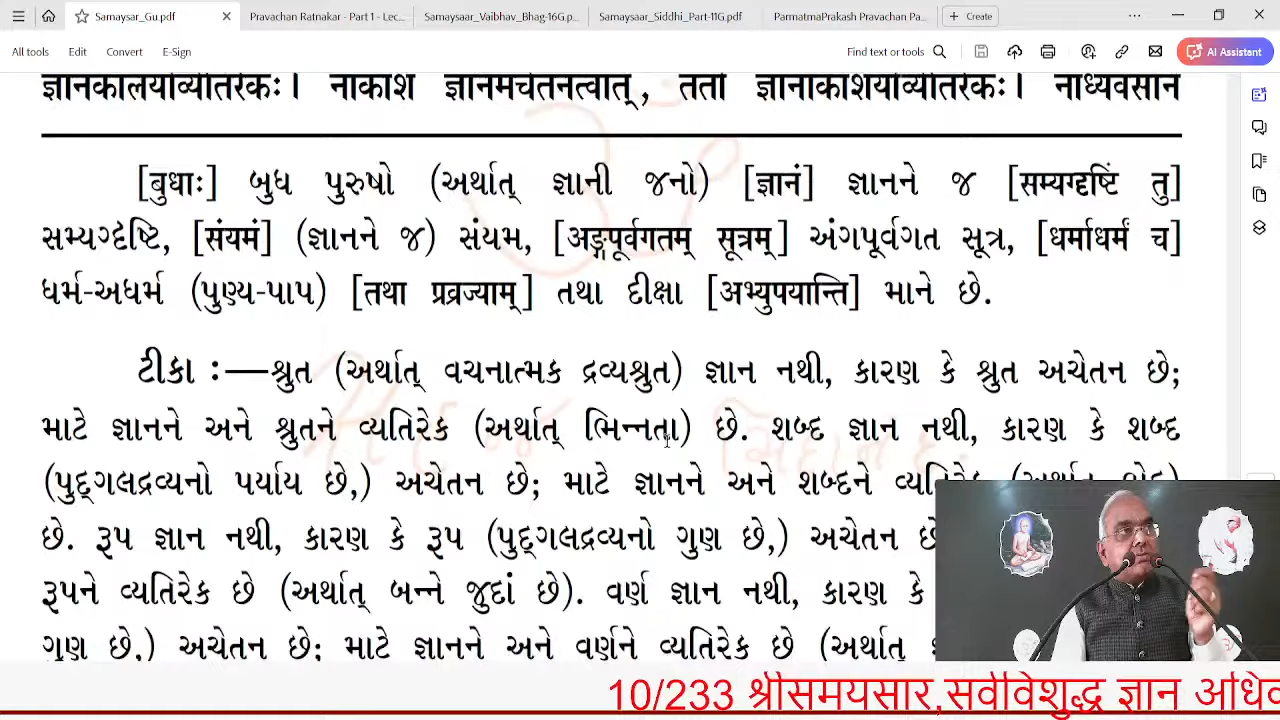 Samaysar_Gu.pdf
Pravachan Ratnakar - Part 1 - Lec...
Samaysaar_Vaibhav_Bhag-16G.p...
Samaysaar_Siddhi_Part-11G.pdf
ParmatmaPrakash Pravachan Pa...
Create
All tools Edit Convert E-Sign
Find text or tools
AI Assistant
ज्ञानकालयोर्व्यतिरेकः। नाकाशं ज्ञानमचेतनत्वात्, ततो ज्ञानाकाशयोर्व्यतिरेकः। नाध्यवसानं
[बुधाः] બુધ પુરુષો (અર્થાત્ જ્ઞાની જનો) [ज्ञानं] જ્ઞાનને જ [सम्यग्दृष्टिं तु]
સમ્યગ્દૃષ્ટિ, [संयमं] (જ્ઞાનને જ) સંયમ, [अङ्गपूर्वगतम् सूत्रम्] અંગપૂર્વગત સૂત્ર, [धर्माधर्मं च]
ધર્મ-અધર્મ (પુણ્ય-પાપ) [तथा प्रव्रज्याम्] તથા દીક્ષા [अभ्युपयान्ति] માને છે.
ટીકા :—શ્રુત (અર્થાત્ વચનાત્મક દ્રવ્યશ્રુત) જ્ઞાન નથી, કારણ કે શ્રુત અચેતન છે;
માટે જ્ઞાનને અને શ્રુતને વ્યતિરેક (અર્થાત્ ભિન્નતા) છે. શબ્દ જ્ઞાન નથી, કારણ કે શબ્દ
(પુદ્ગલદ્રવ્યનો પર્યાય છે,) અચેતન છે; માટે જ્ઞાનને અને શબ્દને
છે. રૂપ જ્ઞાન નથી, કારણ કે રૂપ (પુદ્ગલદ્રવ્યનો ગુણ છે,) અચેતન
રૂપને વ્યતિરેક છે (અર્થાત્ બન્ને જુદાં છે). વર્ણ જ્ઞાન નથી, કારણ કે
ગુણ છે,) અચેતન છે; માટે જ્ઞાનને અને વર્ણને વ્યતિરેક છે (અર્થાત્
10/233 श्रीसमयसार,सर्वविशुद्ध ज्ञान